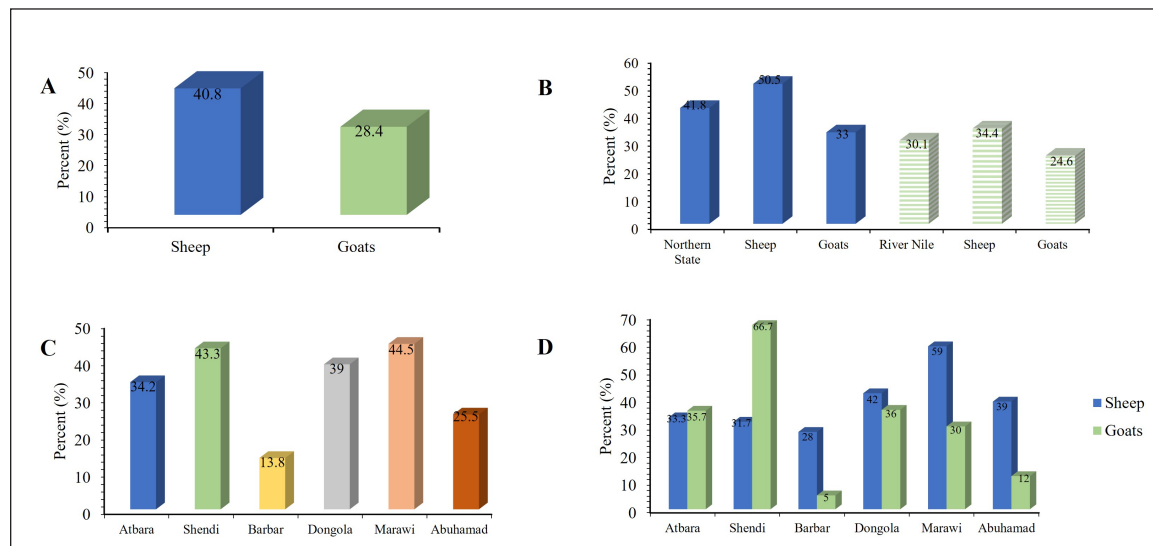 A
Percent (%)
50
40
30
20
10
0
40.8
28.4
Sheep
Goats
B
Percent (%)
60
50
40
30
20
10
0
41.8
50.5
33
30.1
34.4
24.6
Northern
State
Sheep
Goats
River Nile
Sheep
Goats
C
Percent (%)
50
40
30
20
10
0
34.2
43.3
13.8
39
44.5
25.5
Atbara
Shendi
Barbar
Dongola
Marawi
Abuhamad
D
Percent (%)
70
60
50
40
30
20
10
0
33.3
35.7
31.7
66.7
28
5
42
36
59
30
39
12
Atbara
Shendi
Barbar
Dongola
Marawi
Abuhamad
Sheep
Goats